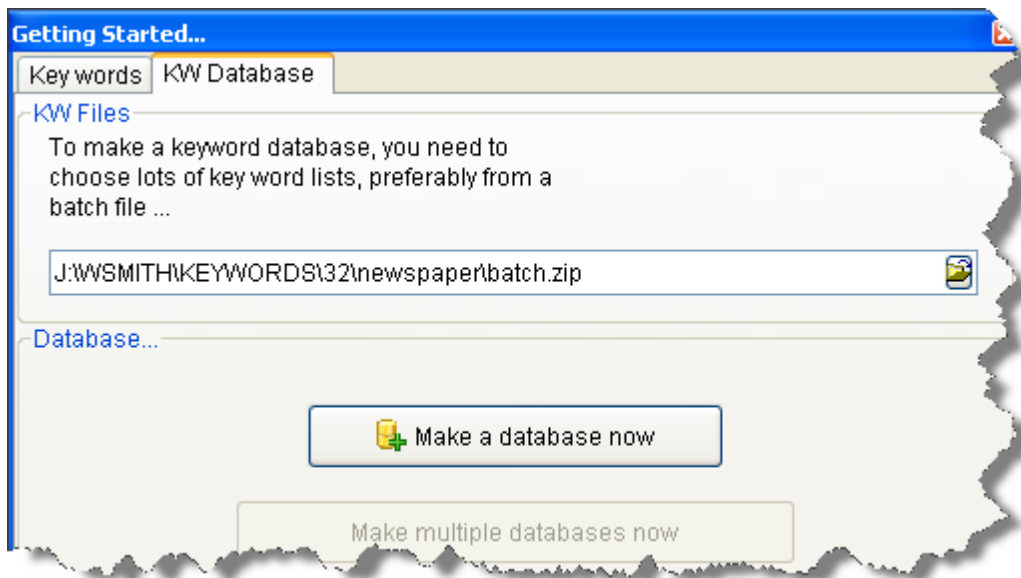 Getting Started...
Key words KW Database
KW Files
To make a keyword database, you need to
choose lots of key word lists, preferably from a
batch file ...
J:\WSMITH\KEYWORDS\32\newspaper\batch.zip
Database...
Make a database now
Make multiple databases now